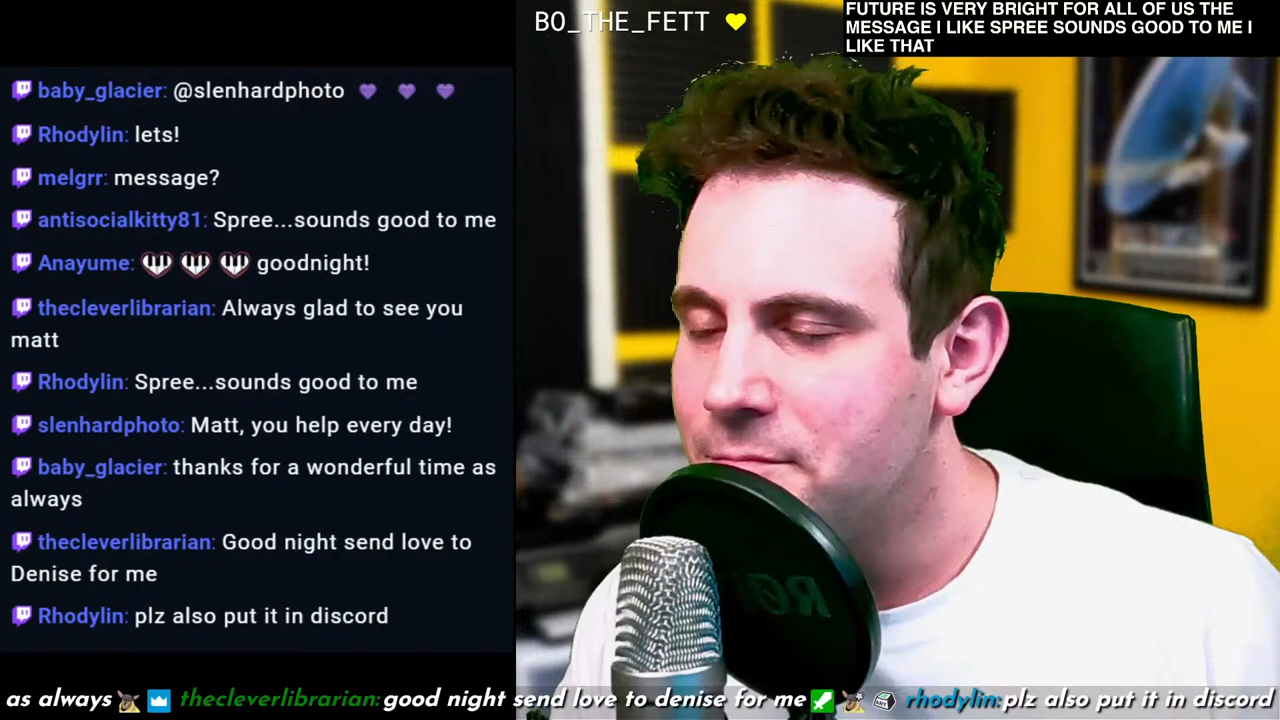 baby_glacier: @slenhardphoto
Rhodylin: lets!
melgrr: message?
antisocialkitty81: Spree...sounds good to me
Anayume: goodnight!
thecleverlibrarian: Always glad to see you
matt
Rhodylin: Spree...sounds good to me
slenhardphoto: Matt, you help every day!
baby_glacier: thanks for a wonderful time as
always
thecleverlibrarian: Good night send love to
Denise for me
Rhodylin: plz also put it in discord
BO_THE_FETT
FUTURE IS VERY BRIGHT FOR ALL OF US THE
MESSAGE I LIKE SPREE SOUNDS GOOD TO ME I
LIKE THAT
as always thecleverlibrarian: good night send love to denise for me rhodylin: plz also put it in discord